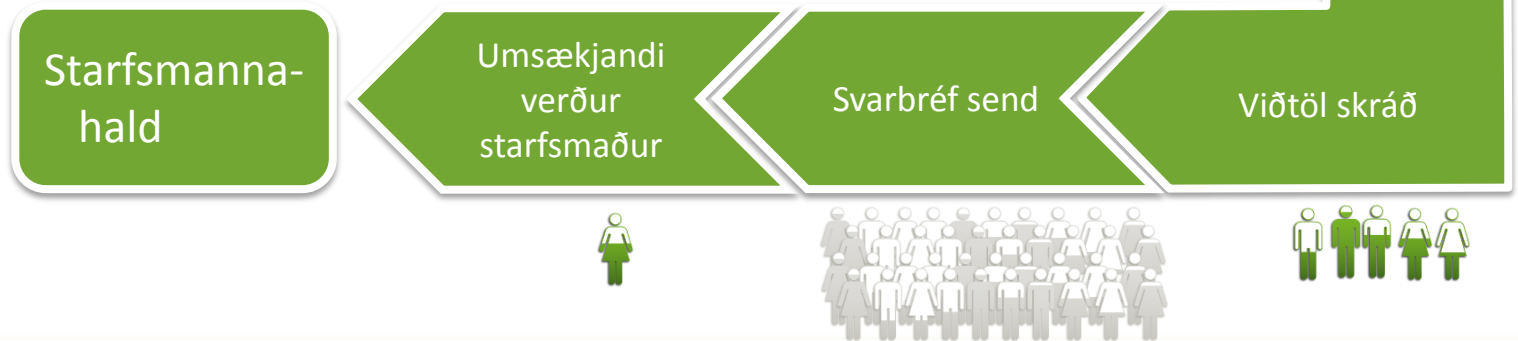 Starfsmanna-
hald
Umsækjandi
verður
starfsmaður
Svarbréf send
Viðtöl skráð